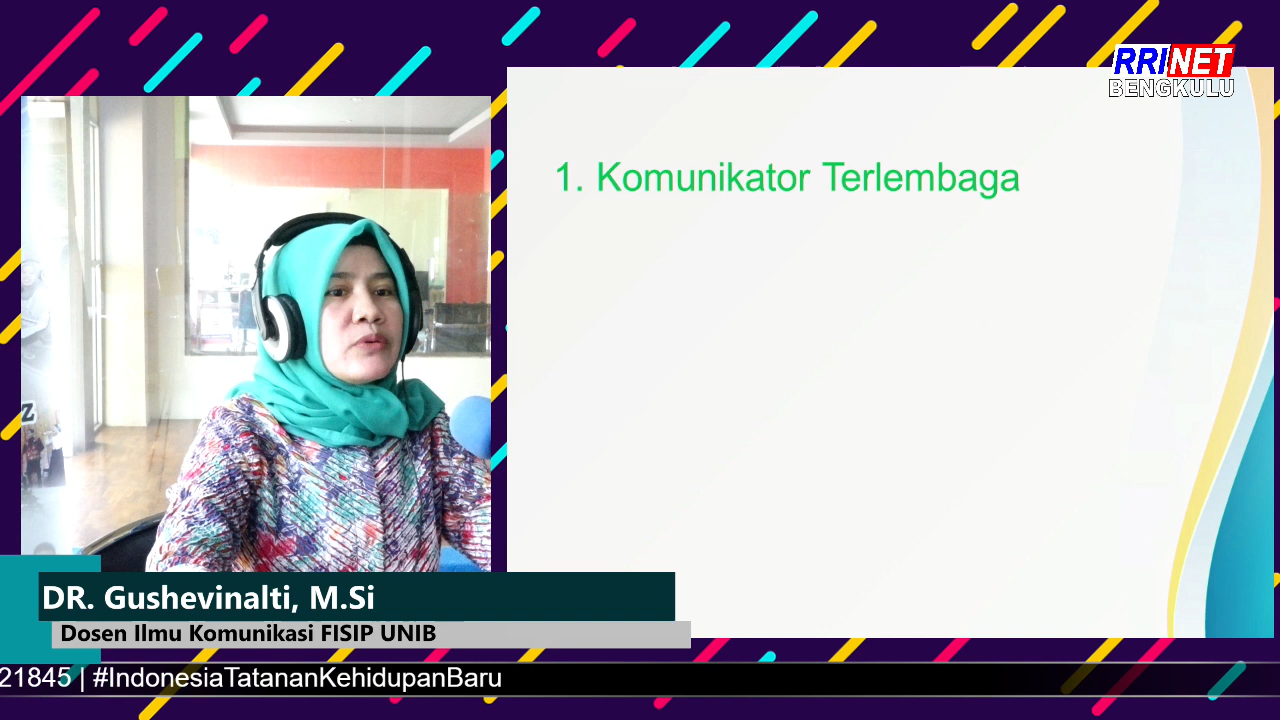 RRINET
BENGKULU
1. Komunikator Terlembaga
Z
DR. Gushevinalti, M.Si
Dosen Ilmu Komunikasi FISIP UNIB
21845 | #IndonesiaTatananKehidupanBaru